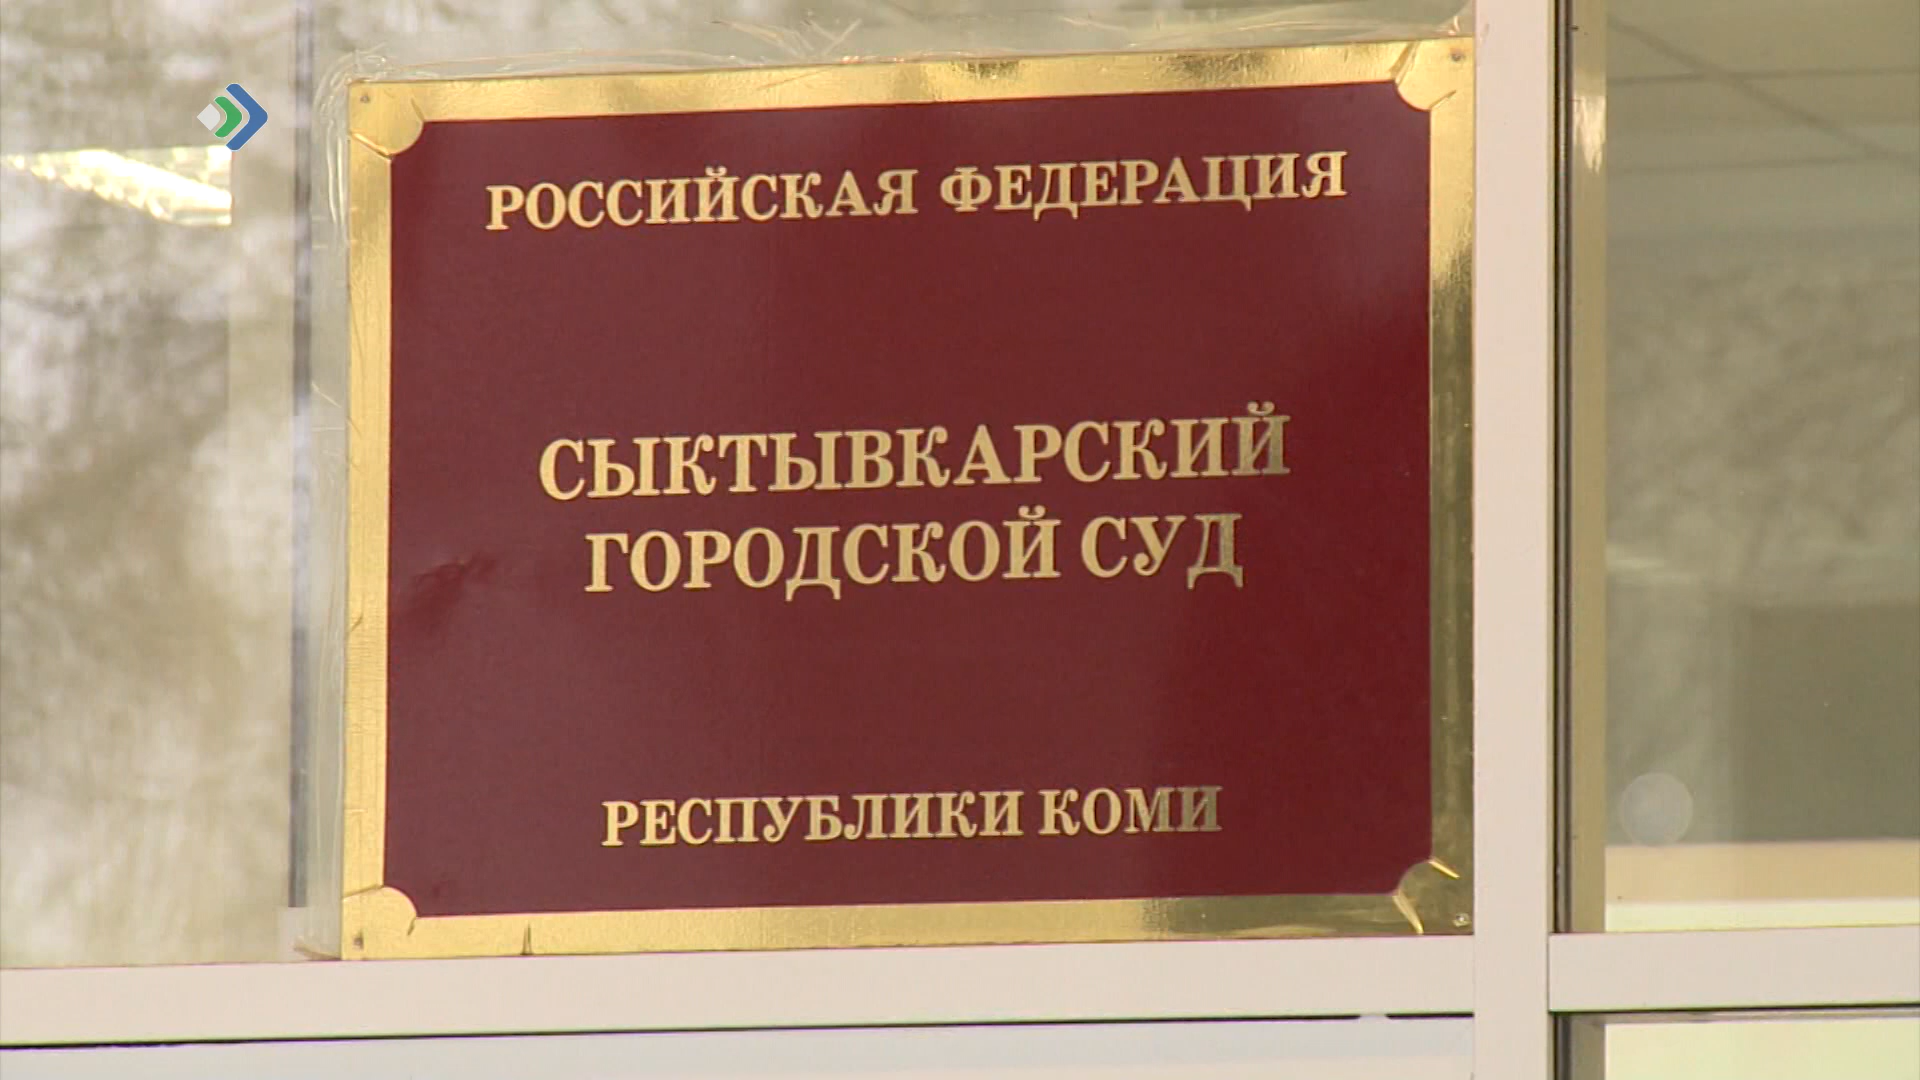 РОССИЙСКАЯ ФЕДЕРАЦИЯ
СЫКТЫВКАРСКИЙ
ГОРОДСКОЙ СУД
РЕСПУБЛИКИ КОМИ